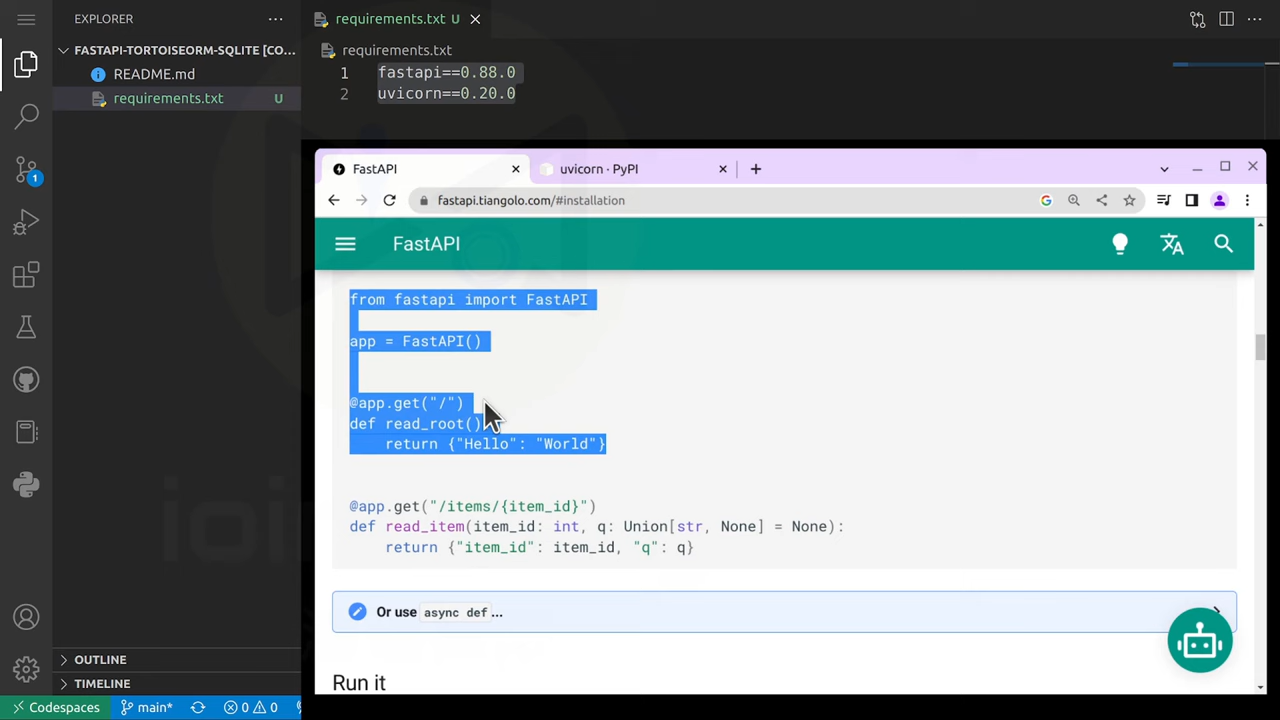 EXPLORER
requirements.txt U
FASTAPI-TORTOISEORM-SQLITE [CO...
README.md
requirements.txt U
1
requirements.txt
1 fastapi==0.88.0
2 uvicorn==0.20.0
FastAPI
uvicorn · PyPI
fastapi.tiangolo.com/#installation
FastAPI
from fastapi import FastAPI
app = FastAPI()
@app.get("/")
def read_root()
return {"Hello": "World"}
@app.get("/items/{item_id}")
def read_item(item_id: int, q: Union[str, None] = None):
return {"item_id": item_id, "q": q}
Or use async def ...
Run it
OUTLINE
TIMELINE
Codespaces main* 0 0